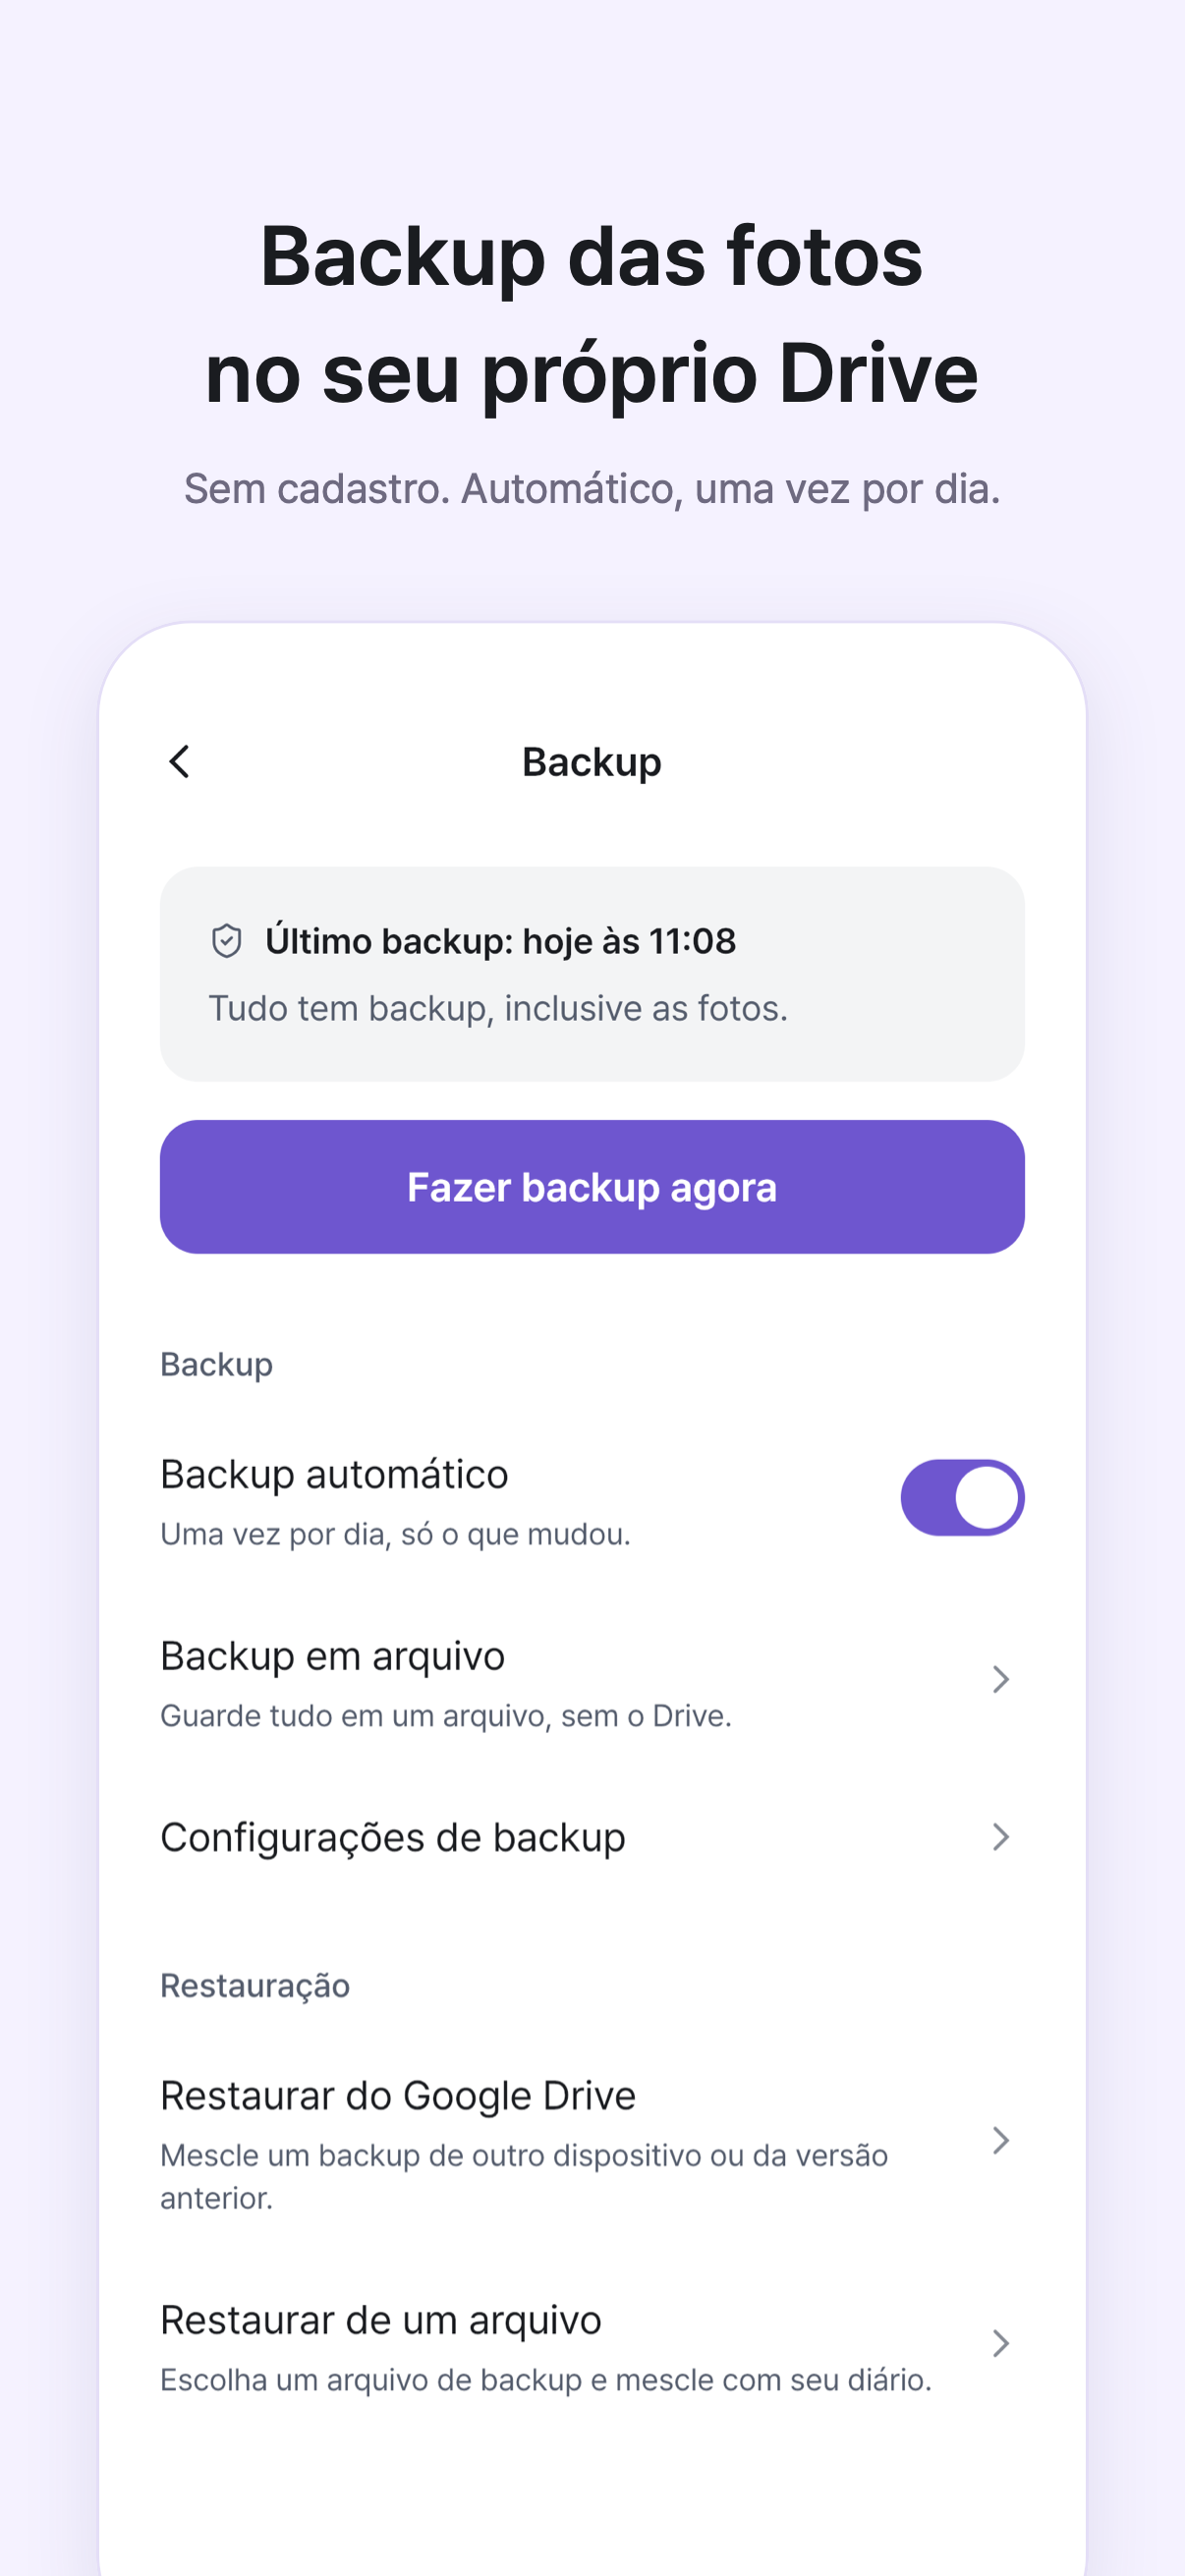 Backup das fotos
no seu próprio Drive
Sem cadastro. Automático, uma vez por dia.
Backup
Último backup: hoje às 11:08
Tudo tem backup, inclusive as fotos.
Fazer backup agora
Backup
Backup automático
Uma vez por dia, só o que mudou.
Backup em arquivo
Guarde tudo em um arquivo, sem o Drive.
Configurações de backup
Restauração
Restaurar do Google Drive
Mescle um backup de outro dispositivo ou da versão
anterior.
Restaurar de um arquivo
Escolha um arquivo de backup e mescle com seu diário.